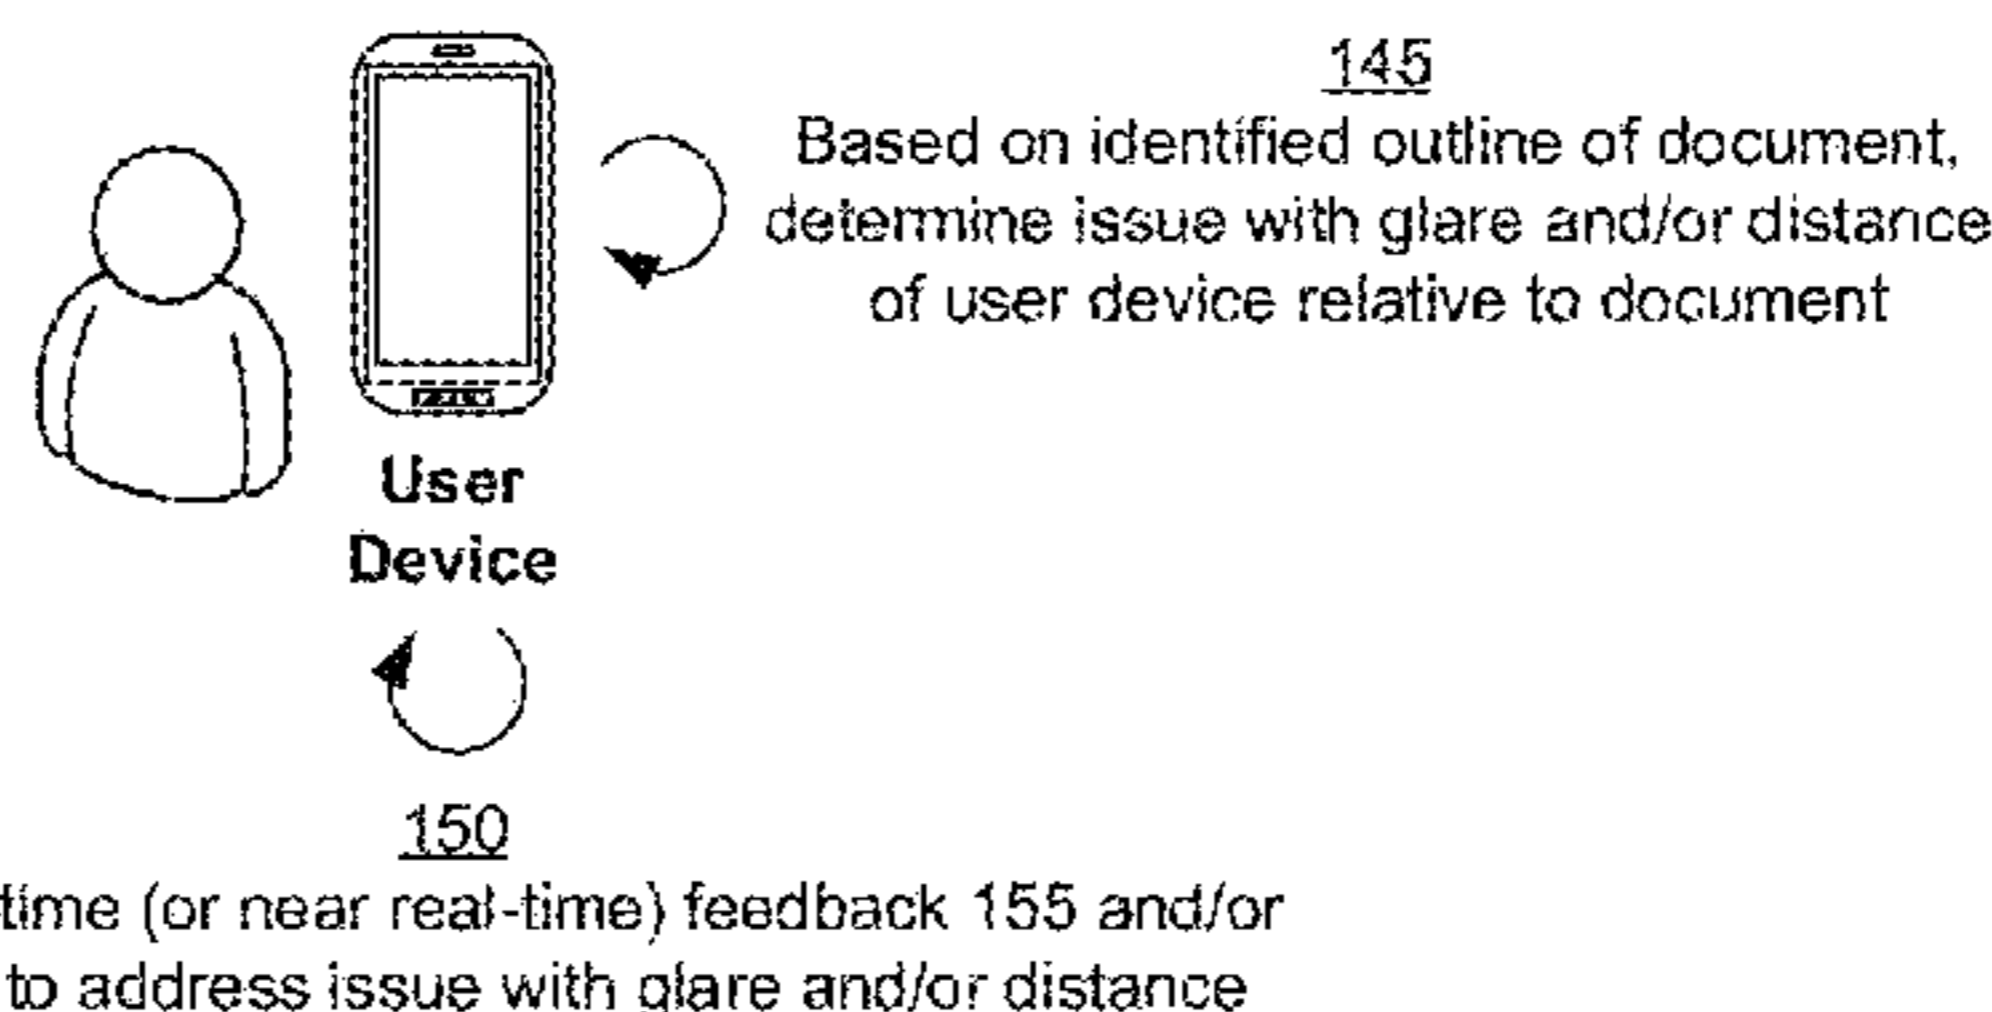 145
Based on identified outline of document,
determine issue with glare and/or distance
of user device relative to document
User
Device
150
time (or near real-time) feedback 155 and/or
to address issue with glare and/or distance